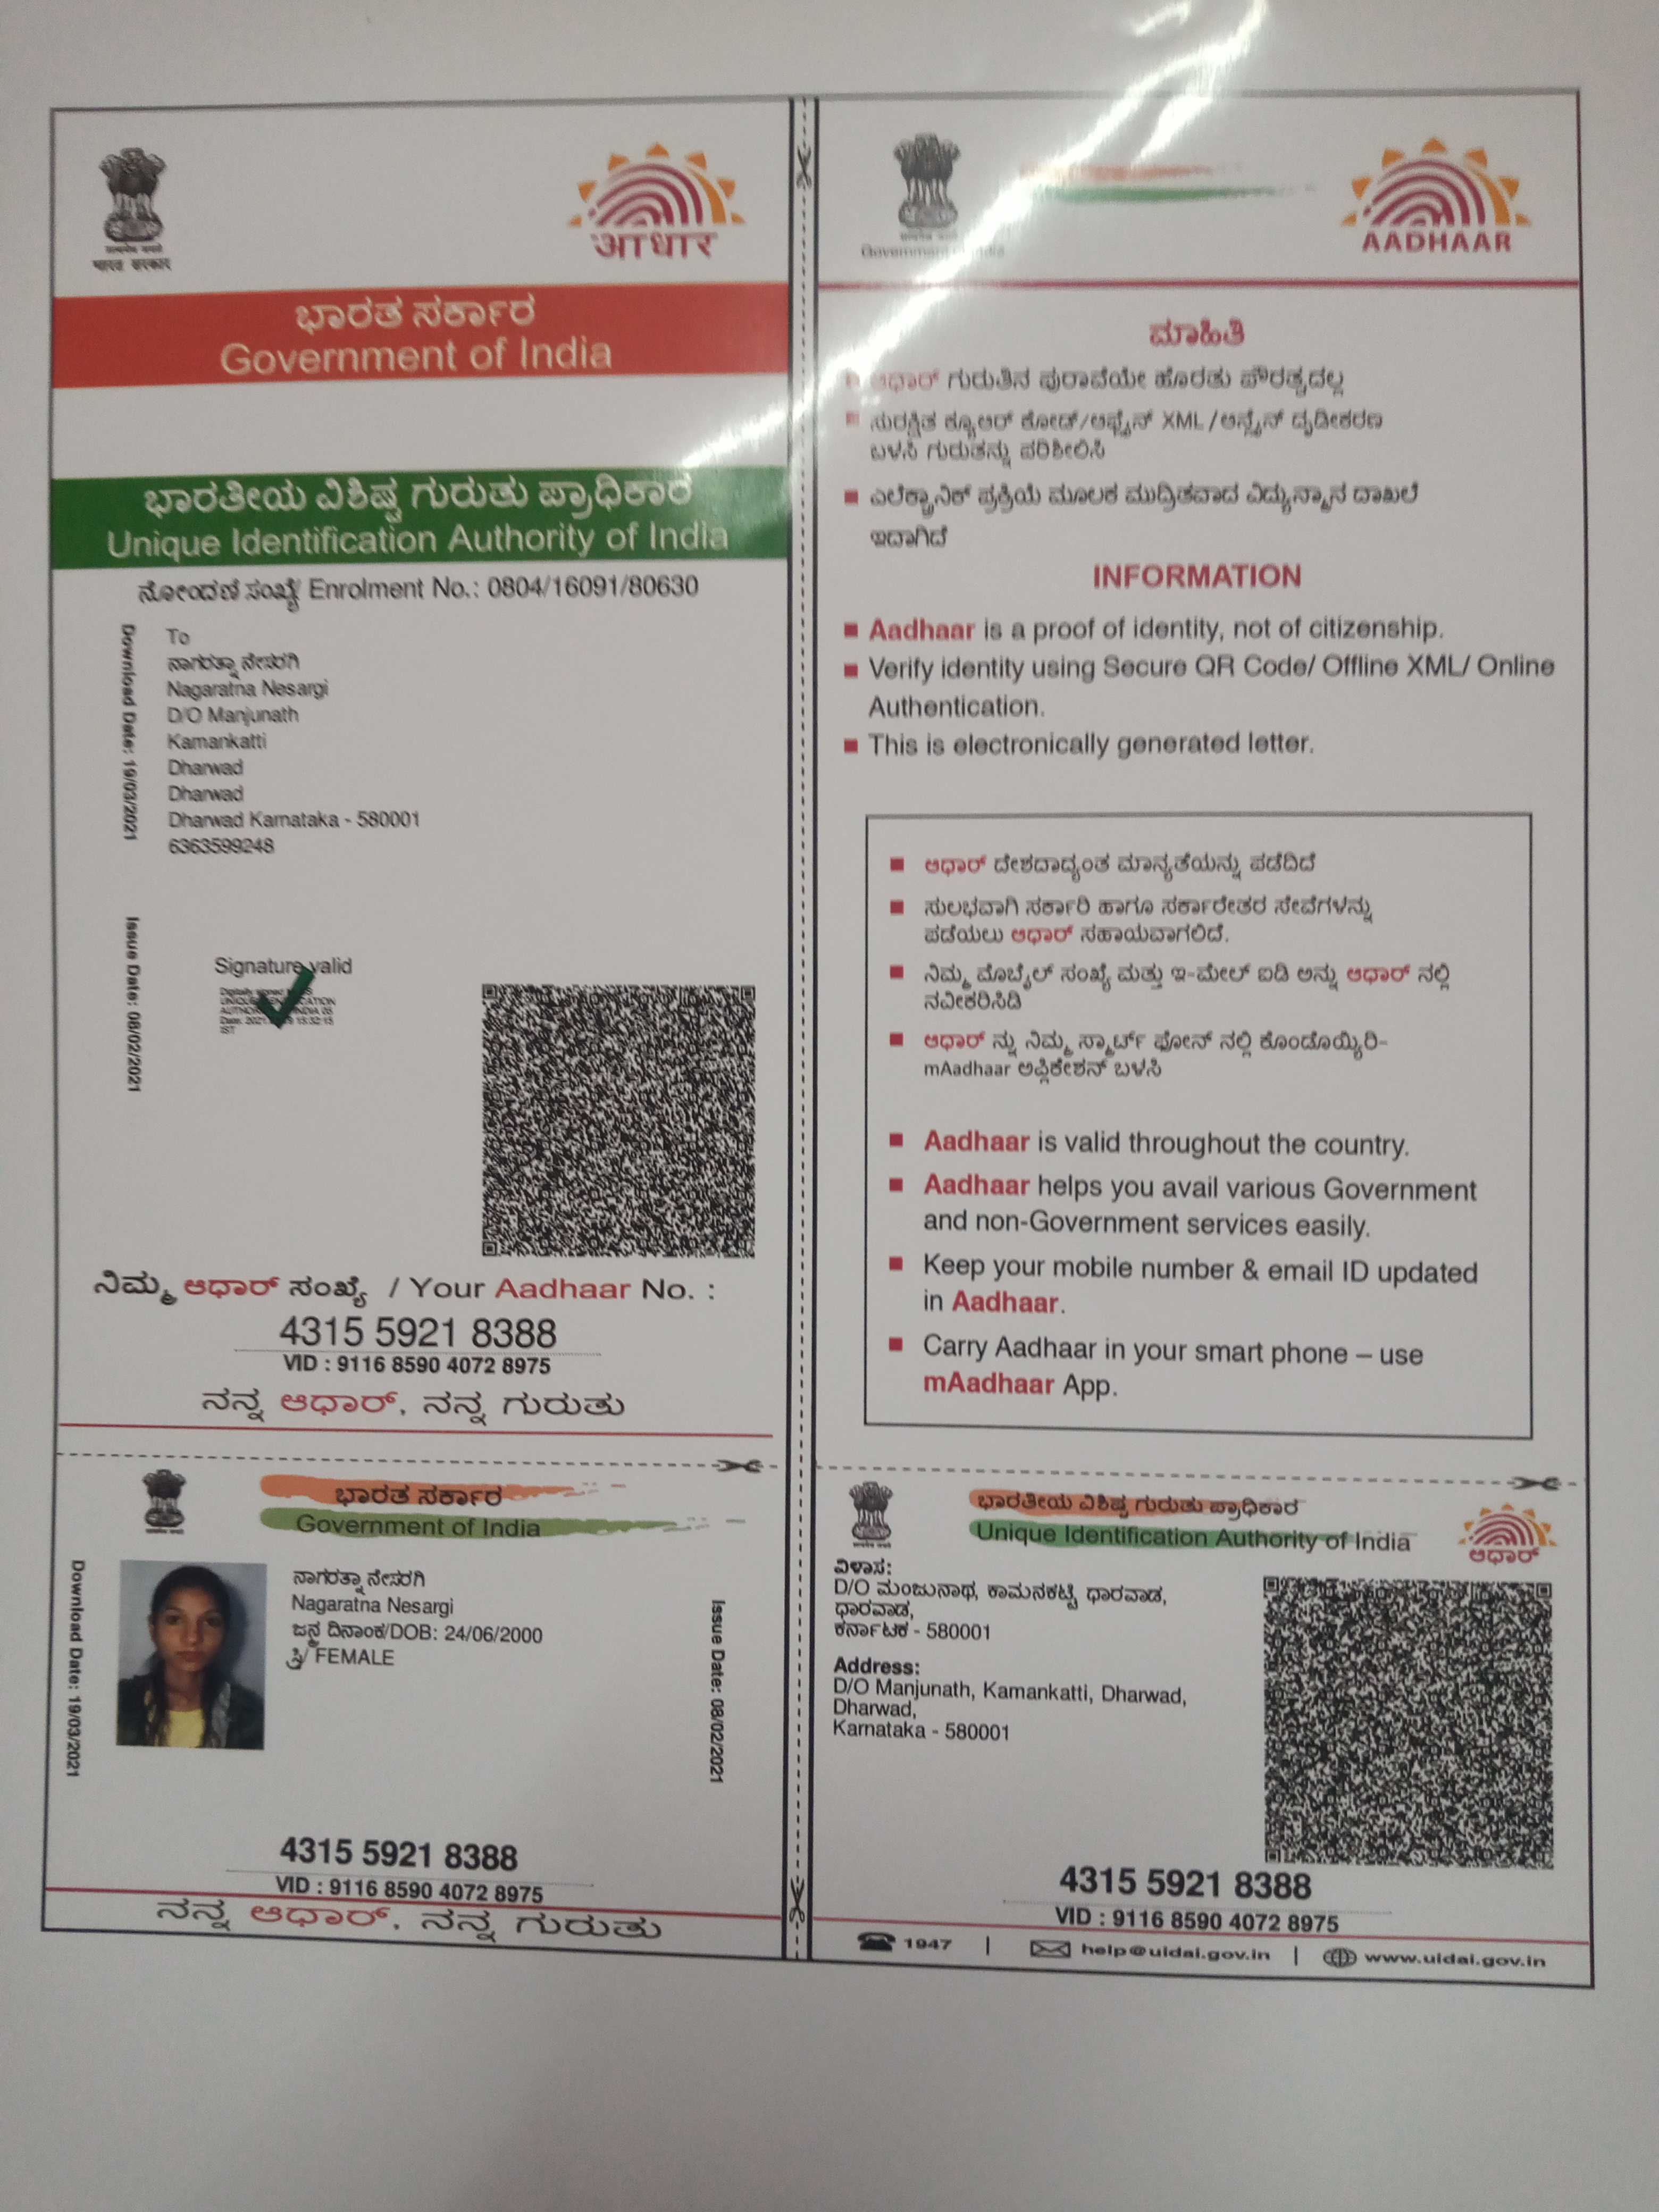 सत्यमेव जयते
भारत सरकार
आधार
ಭಾರತ ಸರ್ಕಾರ
Government of India
ಭಾರತೀಯ ವಿಶಿಷ್ಟ ಗುರುತು ಪ್ರಾಧಿಕಾರ
Unique Identification Authority of India
ನೋಂದಣಿ ಸಂಖ್ಯೆ/ Enrolment No.: 0804/16091/80630
Download Date: 19/03/2021
To
ನಾಗರತ್ನಾ ನೇಸರಗಿ
Nagaratna Nesargi
D/O Manjunath
Kamankatti
Dharwad
Dharwad
Dharwad Karnataka - 580001
6363599248
Issue Date: 08/02/2021
Signature valid
Digitally signed
UNIQUE
AUTHOR INDIA 05
Date: 2021 15:32:15
IST
ನಿಮ್ಮ ಆಧಾರ್ ಸಂಖ್ಯೆ / Your Aadhaar No. :
4315 5921 8388
VID : 9116 8590 4072 8975
ನನ್ನ ಆಧಾರ್, ನನ್ನ ಗುರುತು
ಭಾರತ ಸರ್ಕಾರ
Government of India
Download Date: 19/03/2021
ನಾಗರತ್ನಾ ನೇಸರಗಿ
Nagaratna Nesargi
ಜನ್ಮ ದಿನಾಂಕ/DOB: 24/06/2000
ಸ್ತ್ರೀ/ FEMALE
Issue Date: 08/02/2021
4315 5921 8388
VID : 9116 8590 4072 8975
ನನ್ನ ಆಧಾರ್, ನನ್ನ ಗುರುತು
Government of India
AADHAAR
ಮಾಹಿತಿ
ಆಧಾರ್ ಗುರುತಿನ ಪುರಾವೆಯೇ ಹೊರತು ಪೌರತ್ವದಲ್ಲ
ಸುರಕ್ಷಿತ ಕ್ಯೂಆರ್ ಕೋಡ್/ಆಫ್ಲೈನ್ XML /ಆನ್ಲೈನ್ ದೃಢೀಕರಣ
ಬಳಸಿ ಗುರುತನ್ನು ಪರಿಶೀಲಿಸಿ
ಎಲೆಕ್ಟ್ರಾನಿಕ್ ಪ್ರಕ್ರಿಯೆ ಮೂಲಕ ಮುದ್ರಿತವಾದ ವಿದ್ಯುನ್ಮಾನ ದಾಖಲೆ
ಇದಾಗಿದೆ
INFORMATION
Aadhaar is a proof of identity, not of citizenship.
Verify identity using Secure QR Code/ Offline XML/ Online
Authentication.
This is electronically generated letter.
ಆಧಾರ್ ದೇಶದಾದ್ಯಂತ ಮಾನ್ಯತೆಯನ್ನು ಪಡೆದಿದೆ
ಸುಲಭವಾಗಿ ಸರ್ಕಾರಿ ಹಾಗೂ ಸರ್ಕಾರೇತರ ಸೇವೆಗಳನ್ನು
ಪಡೆಯಲು ಆಧಾರ್ ಸಹಾಯವಾಗಲಿದೆ.
ನಿಮ್ಮ ಮೊಬೈಲ್ ಸಂಖ್ಯೆ ಮತ್ತು ಇ-ಮೇಲ್ ಐಡಿ ಅನ್ನು ಆಧಾರ್ ನಲ್ಲಿ
ನವೀಕರಿಸಿಡಿ
ಆಧಾರ್ ನ್ನು ನಿಮ್ಮ ಸ್ಮಾರ್ಟ್ ಫೋನ್ ನಲ್ಲಿ ಕೊಂಡೊಯ್ಯಿರಿ-
mAadhaar ಅಪ್ಲಿಕೇಶನ್ ಬಳಸಿ
Aadhaar is valid throughout the country.
Aadhaar helps you avail various Government
and non-Government services easily.
Keep your mobile number & email ID updated
in Aadhaar.
Carry Aadhaar in your smart phone – use
mAadhaar App.
ಭಾರತೀಯ ವಿಶಿಷ್ಟ ಗುರುತು ಪ್ರಾಧಿಕಾರ
Unique Identification Authority of India
ಆಧಾರ್
ವಿಳಾಸ:
D/O ಮಂಜುನಾಥ, ಕಾಮನಕಟ್ಟಿ, ಧಾರವಾಡ,
ಧಾರವಾಡ,
ಕರ್ನಾಟಕ - 580001
Address:
D/O Manjunath, Kamankatti, Dharwad,
Dharwad,
Karnataka - 580001
4315 5921 8388
VID : 9116 8590 4072 8975
1947 | help@uidai.gov.in | www.uidai.gov.in